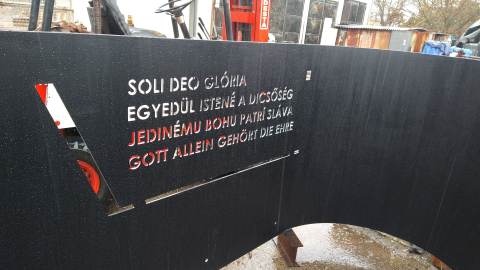 SOLI DEO GLÓRIA
EGYEDÜL ISTENÉ A DICSŐSÉG
JEDINÉMU BOHU PATRÍ SLÁVA
GOTT ALLEIN GEHÖRT DIE EHRE